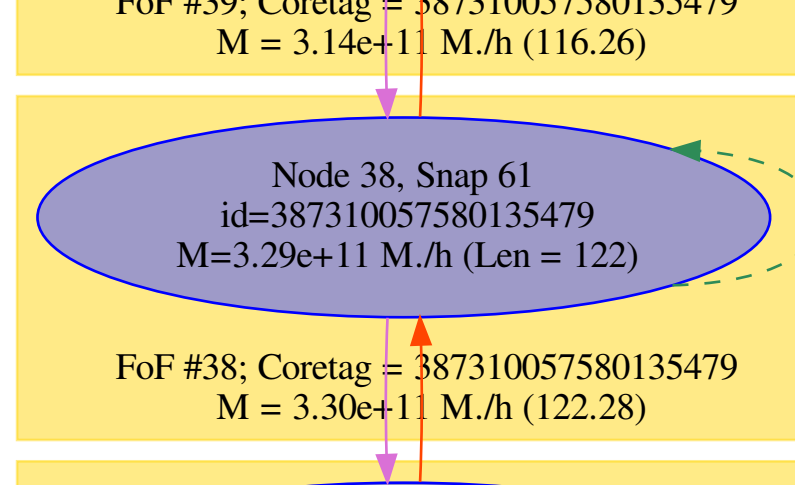 FoF #39; Coretag = 387310057580135479
M = 3.14e+11 M./h (116.26)
Node 38, Snap 61
id=387310057580135479
M=3.29e+11 M./h (Len = 122)
FoF #38; Coretag = 387310057580135479
M = 3.30e+11 M./h (122.28)